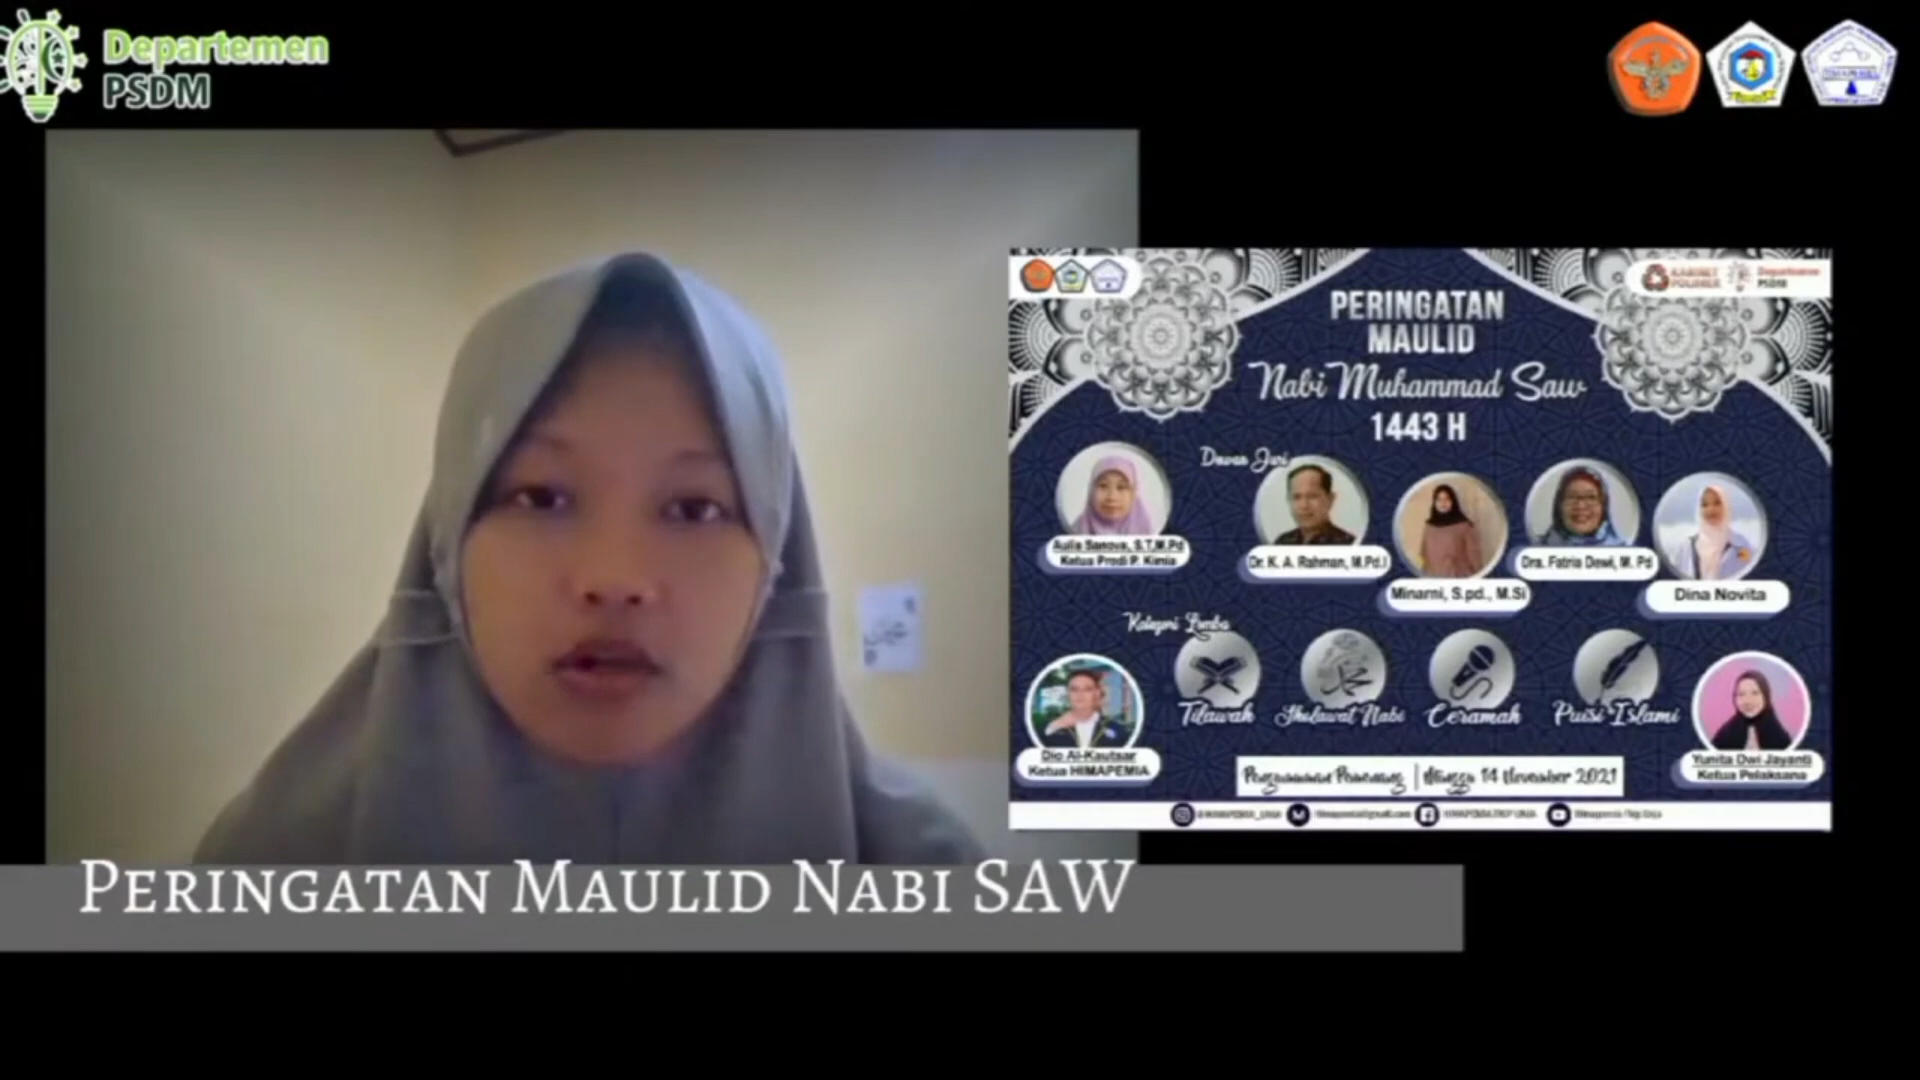 Departemen
PSDM
PERINGATAN
MAULID
Nabi Muhammad Saw
1443 H
Dewan Juri
Aulia Sanova, S.T,M.Pd
Ketua Prodi P. Kimia
Dr. K. A. Rahman, M.Pd.I
Minarni, S.pd., M.Si
Dra. Fatria Dewi, M. Pd
Dina Novita
Kategori Lomba
Tilawah
Sholawat Nabi
Ceramah
Puisi Islami
Dio Al-Kautsar
Ketua HIMAPEMIA
Yunita Dwi Jayanti
Ketua Pelaksana
Pengumuman Pemenang | Minggu 14 November 2021
PERINGATAN MAULID NABI SAW